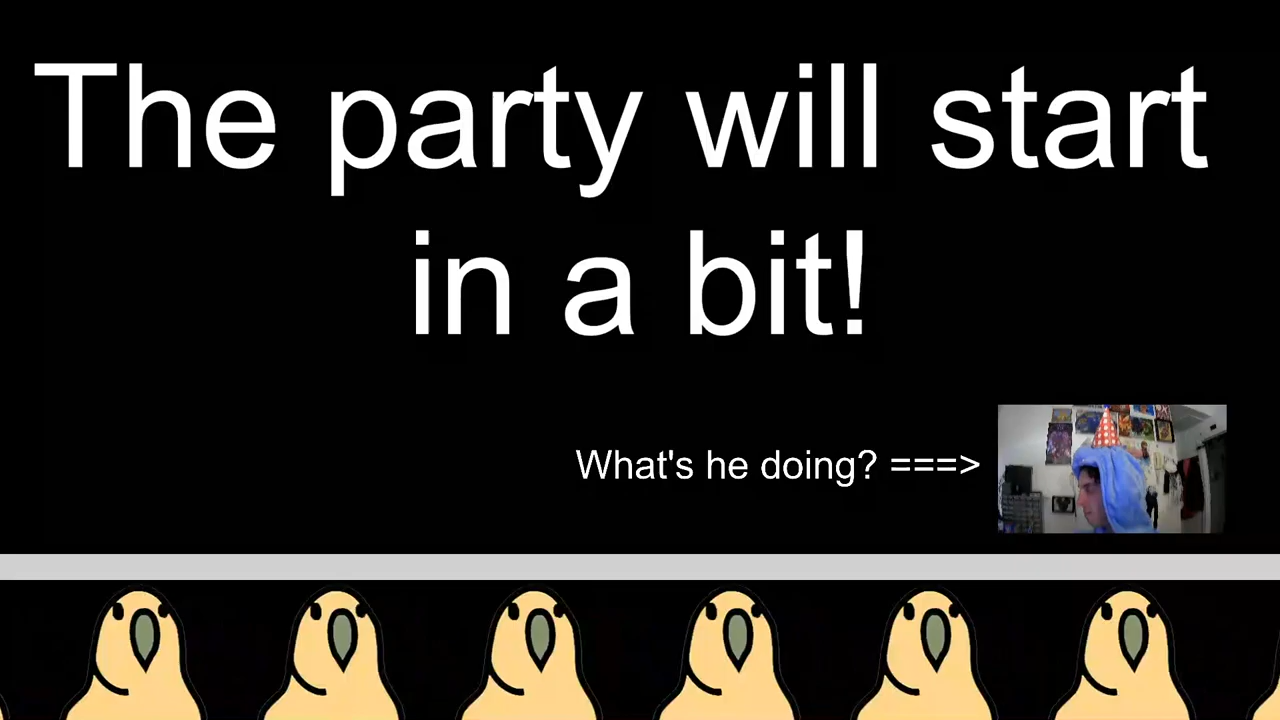 The party will start
in a bit!
What's he doing? ===>